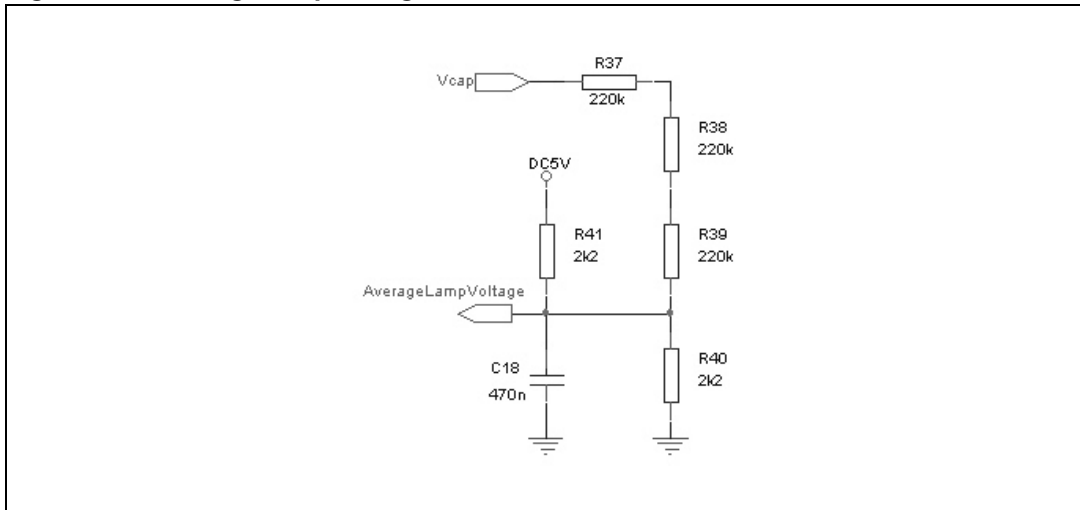 R37
Vcap
220k
R38
220k
DC5V
R41
2k2
R39
220k
AverageLampVoltage
C18
470n
R40
2k2